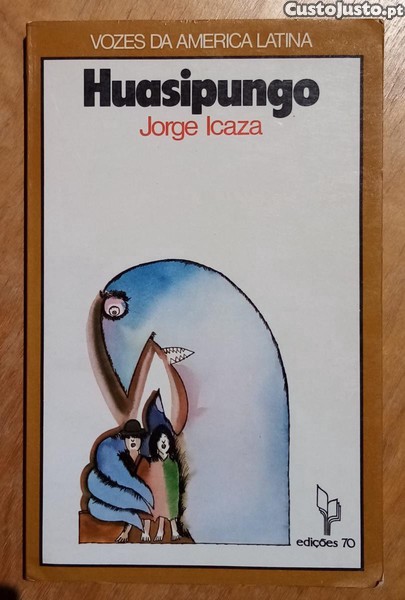 CustoJusto.pt
VOZES DA AMERICA LATINA
Huasipungo
Jorge Icaza
edições 70